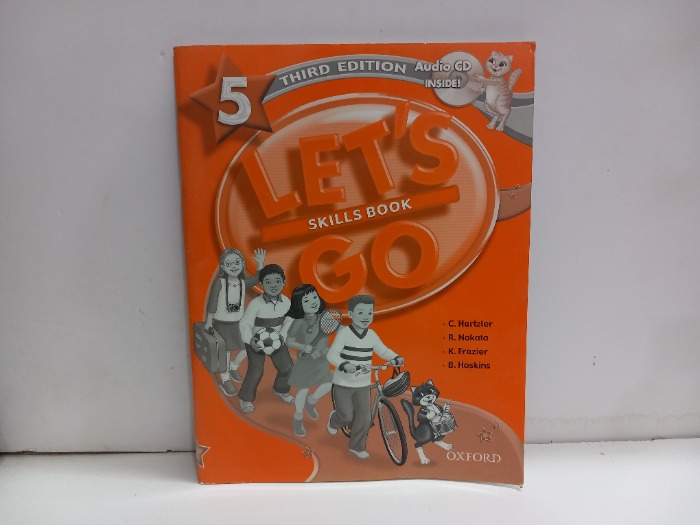 5
THIRD EDITION
Audio CD
INSIDE!
LET'S
SKILLS BOOK
GO
C. Hartzler
R. Nakata
K. Frazier
B. Hoskins
OXFORD